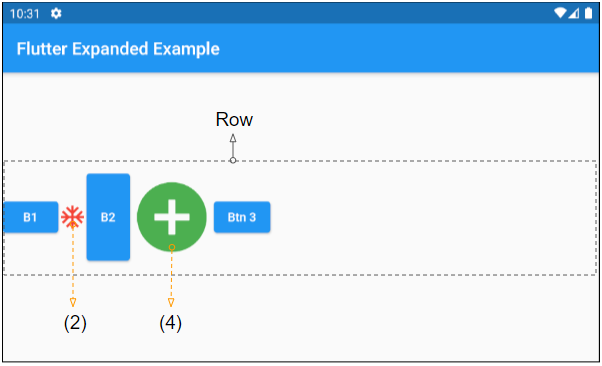 10:31
Flutter Expanded Example
Row
B1
B2
Btn 3
(2)
(4)